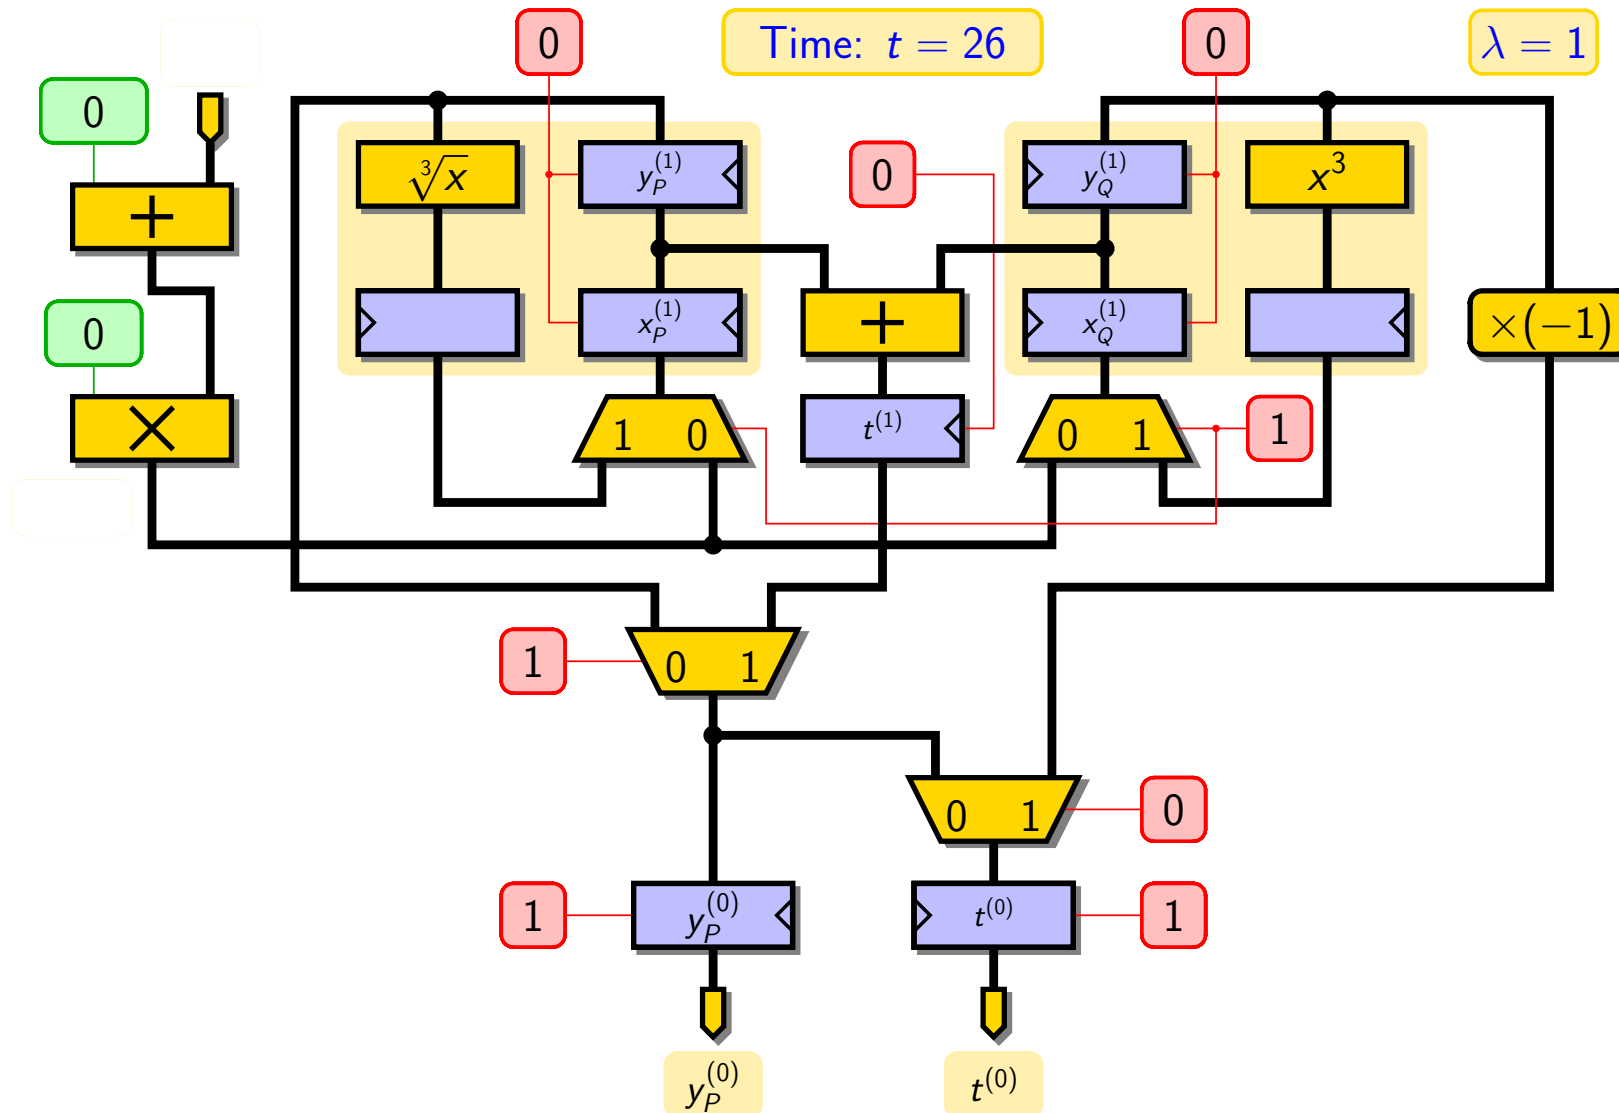 0
Time: t = 26
0
λ = 1
0
+
∛x
y_P^{(1)}
0
y_Q^{(1)}
x³
0
×
x_P^{(1)}
+
x_Q^{(1)}
×(−1)
1 0
t^{(1)}
0 1
1
1
0 1
0 1
0
1
y_P^{(0)}
t^{(0)}
1
y_P^{(0)}
t^{(0)}